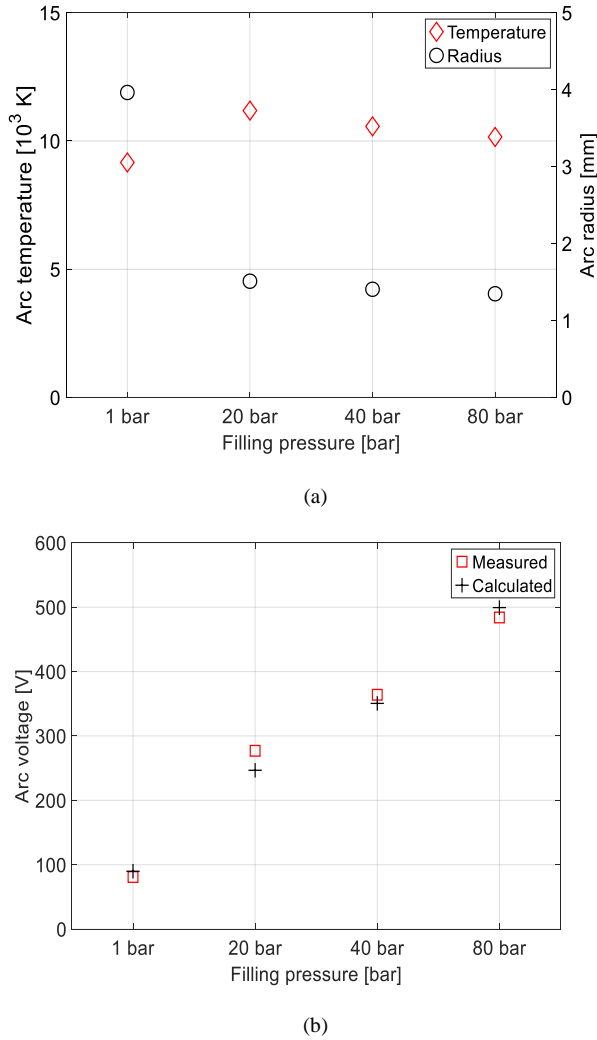 15
10
5
0
Arc temperature [10³ K]
5
4
3
2
1
0
Arc radius [mm]
Temperature
Radius
1 bar 20 bar 40 bar 80 bar
Filling pressure [bar]
(a)
600
500
400
300
200
100
0
Arc voltage [V]
Measured
Calculated
1 bar 20 bar 40 bar 80 bar
Filling pressure [bar]
(b)